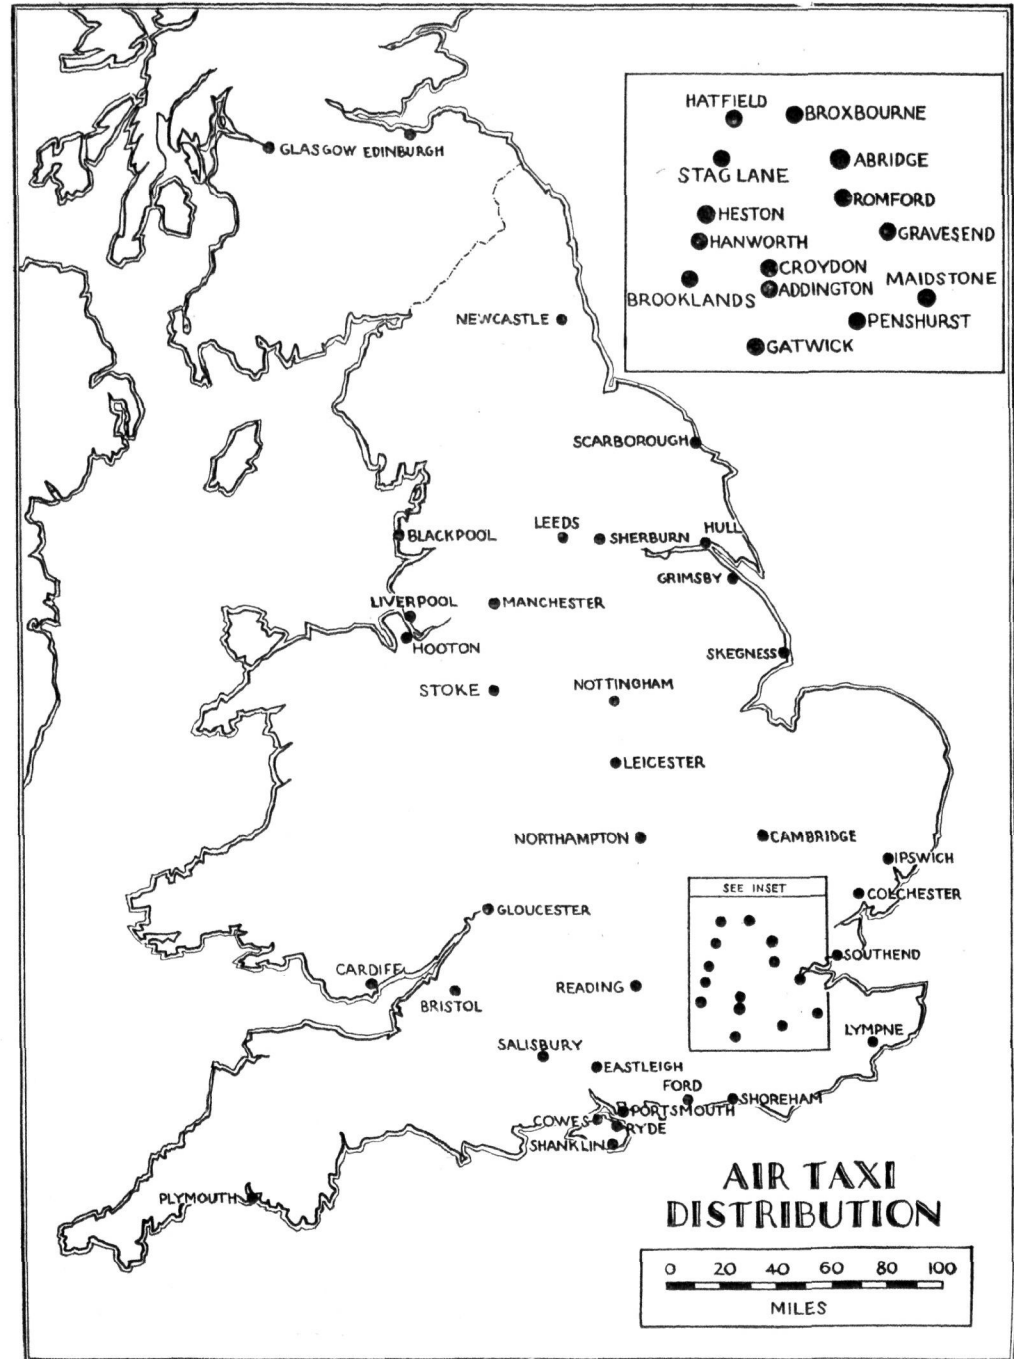 HATFIELD
BROXBOURNE
STAG LANE
ABRIDGE
ROMFORD
HESTON
GRAVESEND
HANWORTH
CROYDON
ADDINGTON
MAIDSTONE
BROOKLANDS
PENSHURST
GATWICK
GLASGOW
EDINBURGH
NEWCASTLE
SCARBOROUGH
BLACKPOOL
LEEDS
SHERBURN
HULL
GRIMSBY
LIVERPOOL
MANCHESTER
HOOTON
SKEGNESS
STOKE
NOTTINGHAM
LEICESTER
NORTHAMPTON
CAMBRIDGE
IPSWICH
SEE INSET
COLCHESTER
GLOUCESTER
SOUTHEND
CARDIFF
READING
BRISTOL
LYMPNE
SALISBURY
EASTLEIGH
FORD
SHOREHAM
PORTSMOUTH
COWES
RYDE
SHANKLIN
PLYMOUTH
AIR TAXI
DISTRIBUTION
0 20 40 60 80 100
MILES